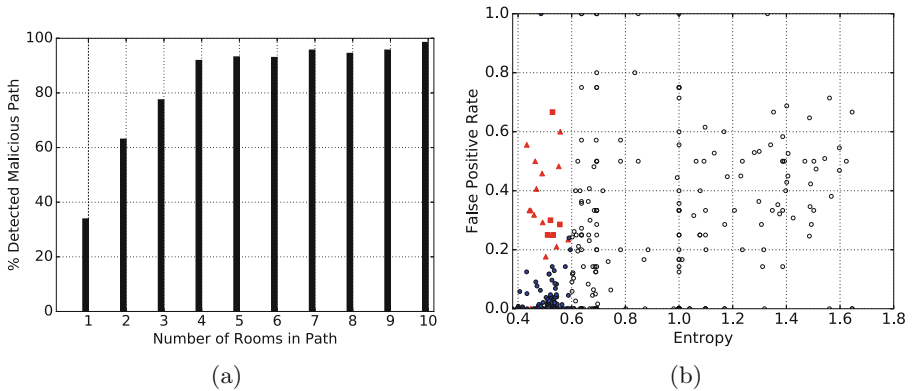 % Detected Malicious Path
100
80
60
40
20
0
1 2 3 4 5 6 7 8 9 10
Number of Rooms in Path
(a)
False Positive Rate
1.0
0.8
0.6
0.4
0.2
0.0
0.4 0.6 0.8 1.0 1.2 1.4 1.6 1.8
Entropy
(b)